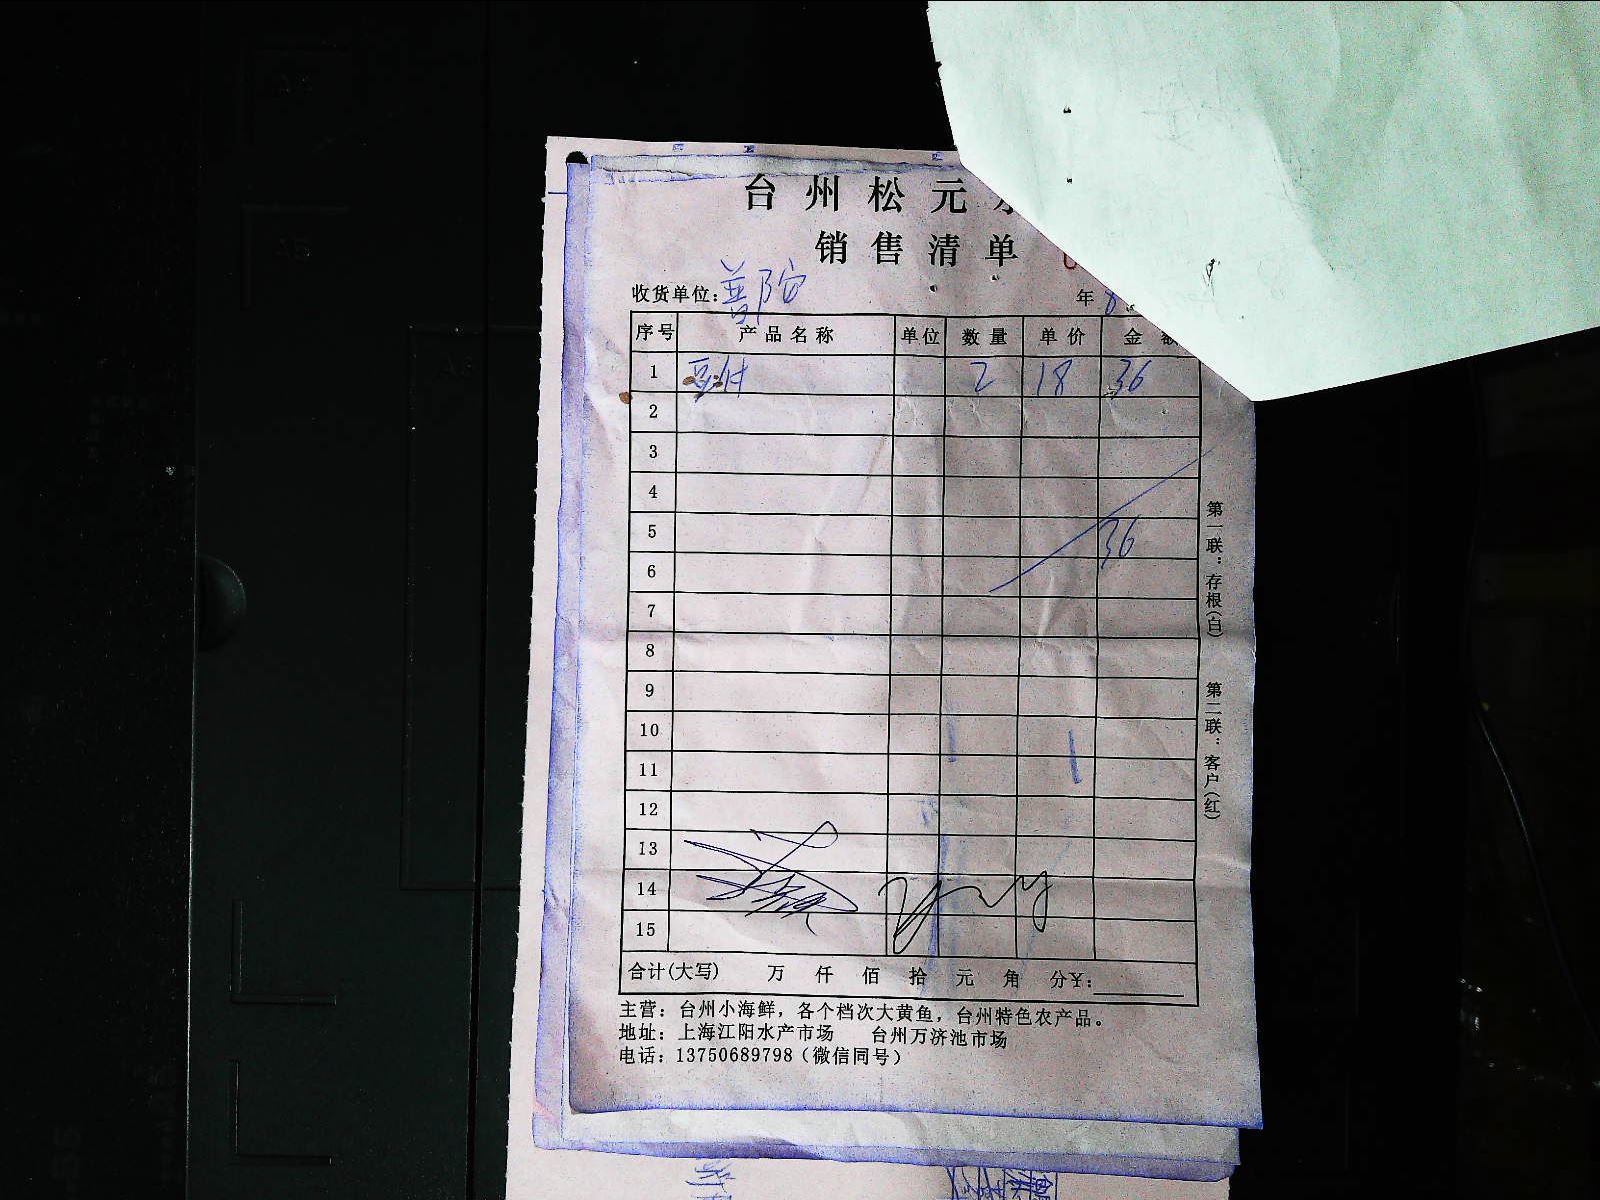 台州松元
销售清单
收货单位：普陀 年 8
序号 产品名称 单位 数量 单价 金
1 2 18 36
2
3
4
5 36
6
7
8
9
10
11
12
13
14
15
合计(大写) 万 仟 佰 拾 元 角 分￥：
主营：台州小海鲜，各个档次大黄鱼，台州特色农产品。
地址：上海江阳水产市场 台州万济池市场
电话：13750689798（微信同号）
第一联：存根(白) 第二联：客户(红)